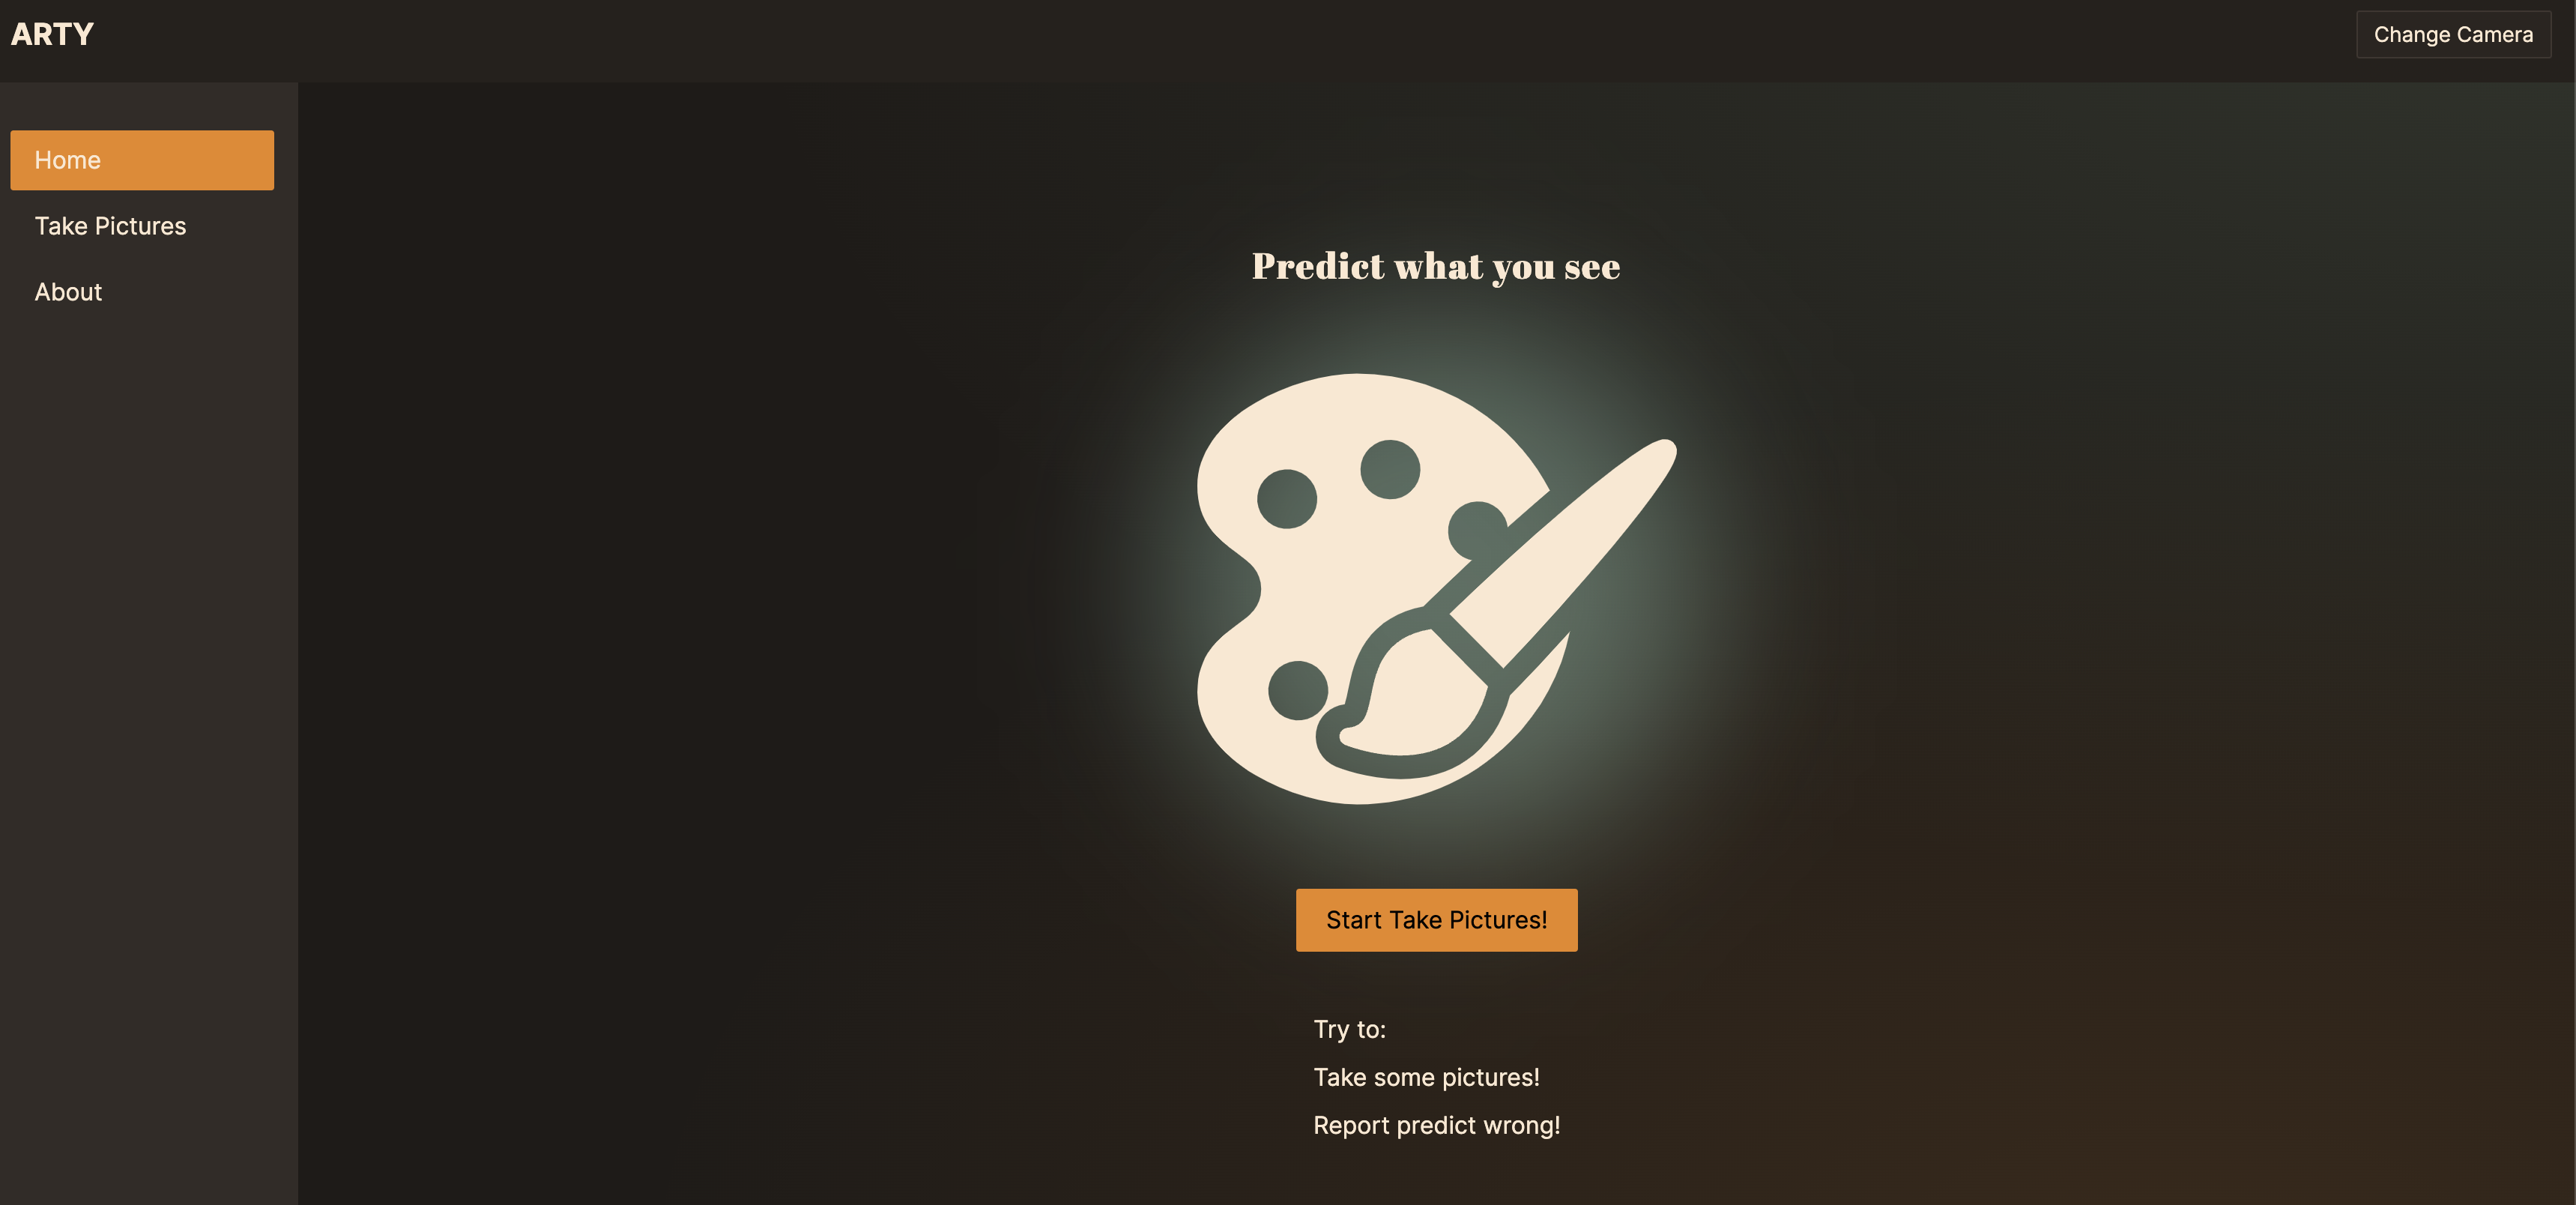 ARTY
Change Camera
Home
Take Pictures
About
Predict what you see
Start Take Pictures!
Try to:
Take some pictures!
Report predict wrong!